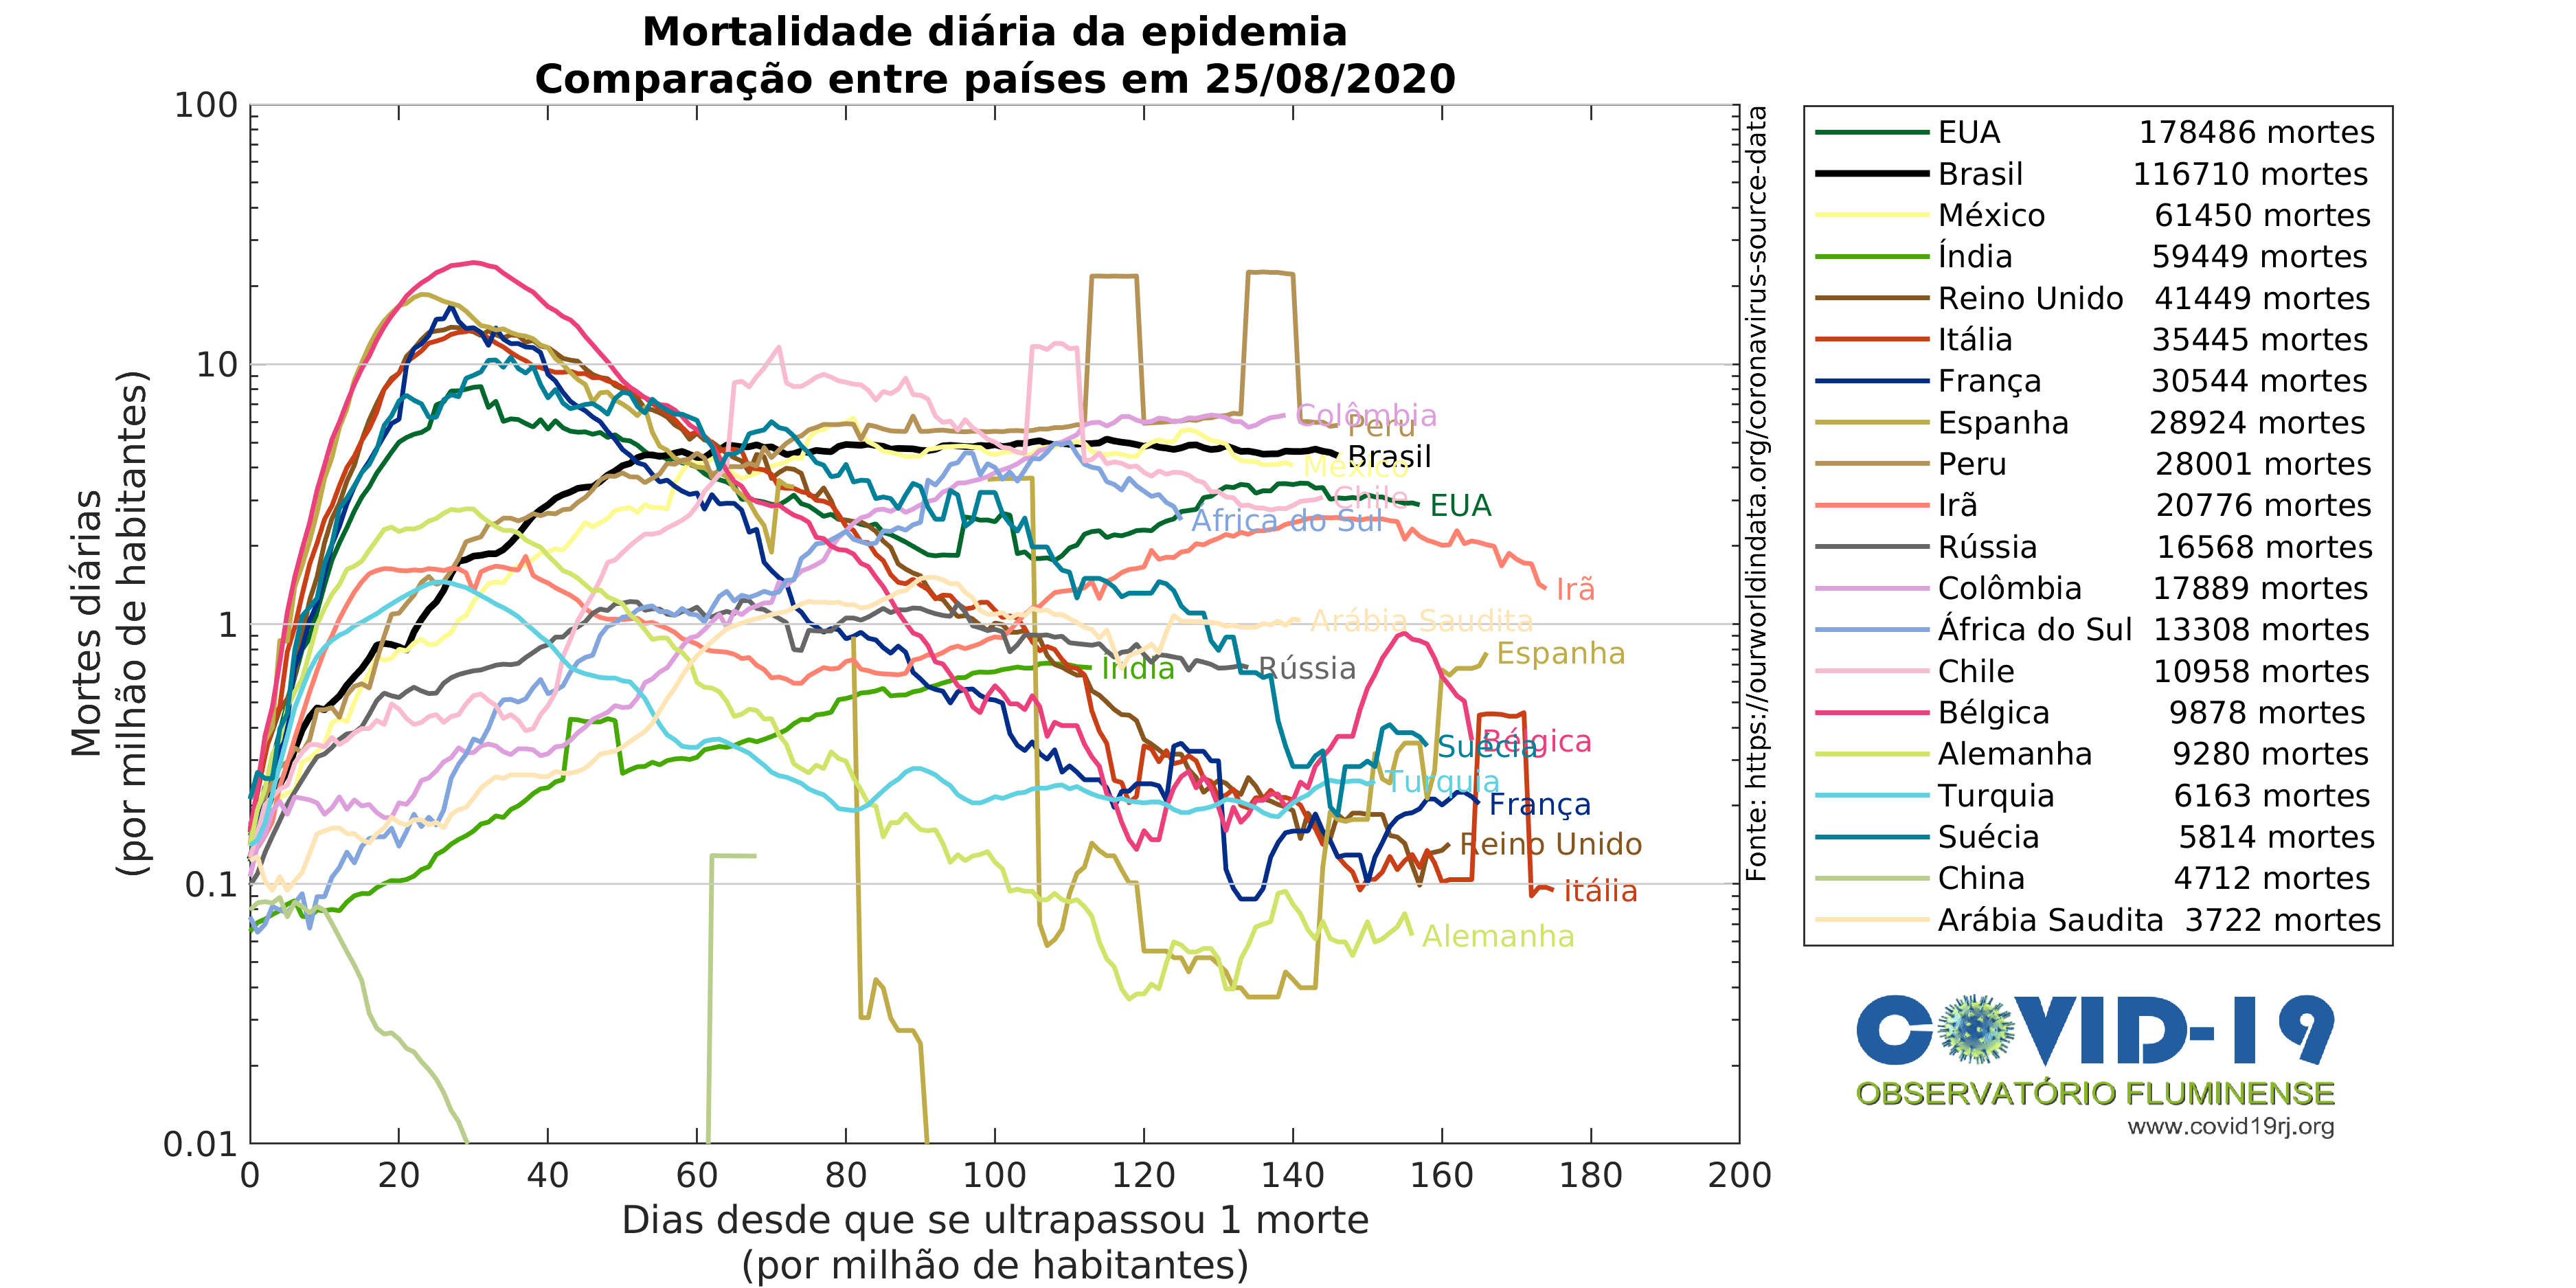 Mortalidade diária da epidemia
Comparação entre países em 25/08/2020
Mortes diárias
(por milhão de habitantes)
100
10
1
0.1
0.01
0
20
40
60
80
100
120
140
160
180
200
Dias desde que se ultrapassou 1 morte
(por milhão de habitantes)
Colômbia
Peru
Brasil
México
Chile
EUA
África do Sul
Irã
Arábia Saudita
Espanha
Índia
Rússia
Bélgica
Suécia
Turquia
França
Reino Unido
Itália
Alemanha
Fonte: https://ourworldindata.org/coronavirus-source-data
EUA 178486 mortes
Brasil 116710 mortes
México 61450 mortes
Índia 59449 mortes
Reino Unido 41449 mortes
Itália 35445 mortes
França 30544 mortes
Espanha 28924 mortes
Peru 28001 mortes
Irã 20776 mortes
Rússia 16568 mortes
Colômbia 17889 mortes
África do Sul 13308 mortes
Chile 10958 mortes
Bélgica 9878 mortes
Alemanha 9280 mortes
Turquia 6163 mortes
Suécia 5814 mortes
China 4712 mortes
Arábia Saudita 3722 mortes
COVID-19
OBSERVATÓRIO FLUMINENSE
www.covid19rj.org